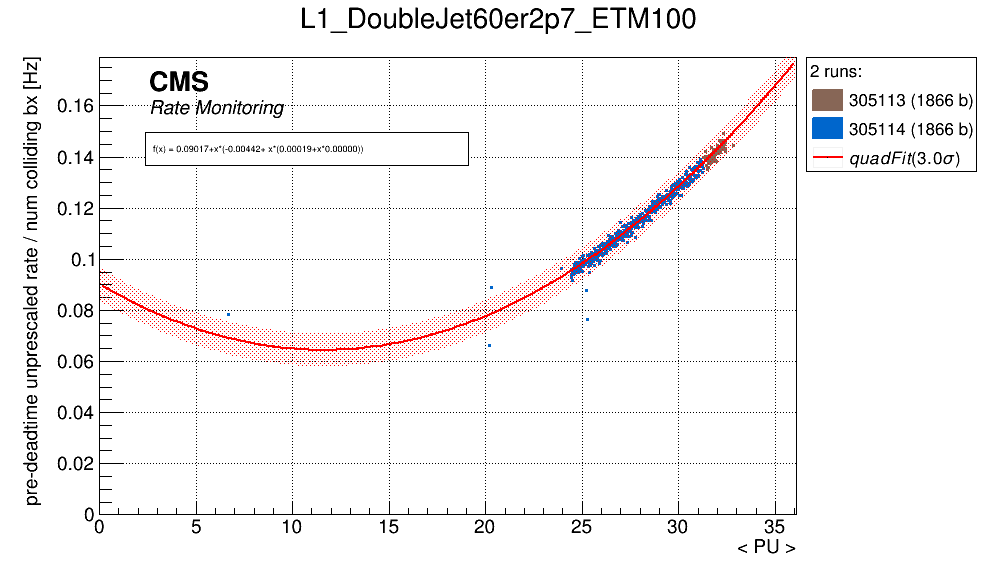 L1_DoubleJet60er2p7_ETM100
pre-deadtime unprescaled rate / num colliding bx [Hz]
CMS
Rate Monitoring
f(x) = 0.09017+x*(-0.00442+ x*(0.00019+x*0.00000))
0.16
0.14
0.12
0.1
0.08
0.06
0.04
0.02
0
0 5 10 15 20 25 30 35
< PU >
2 runs:
305113 (1866 b)
305114 (1866 b)
quadFit(3.0σ)